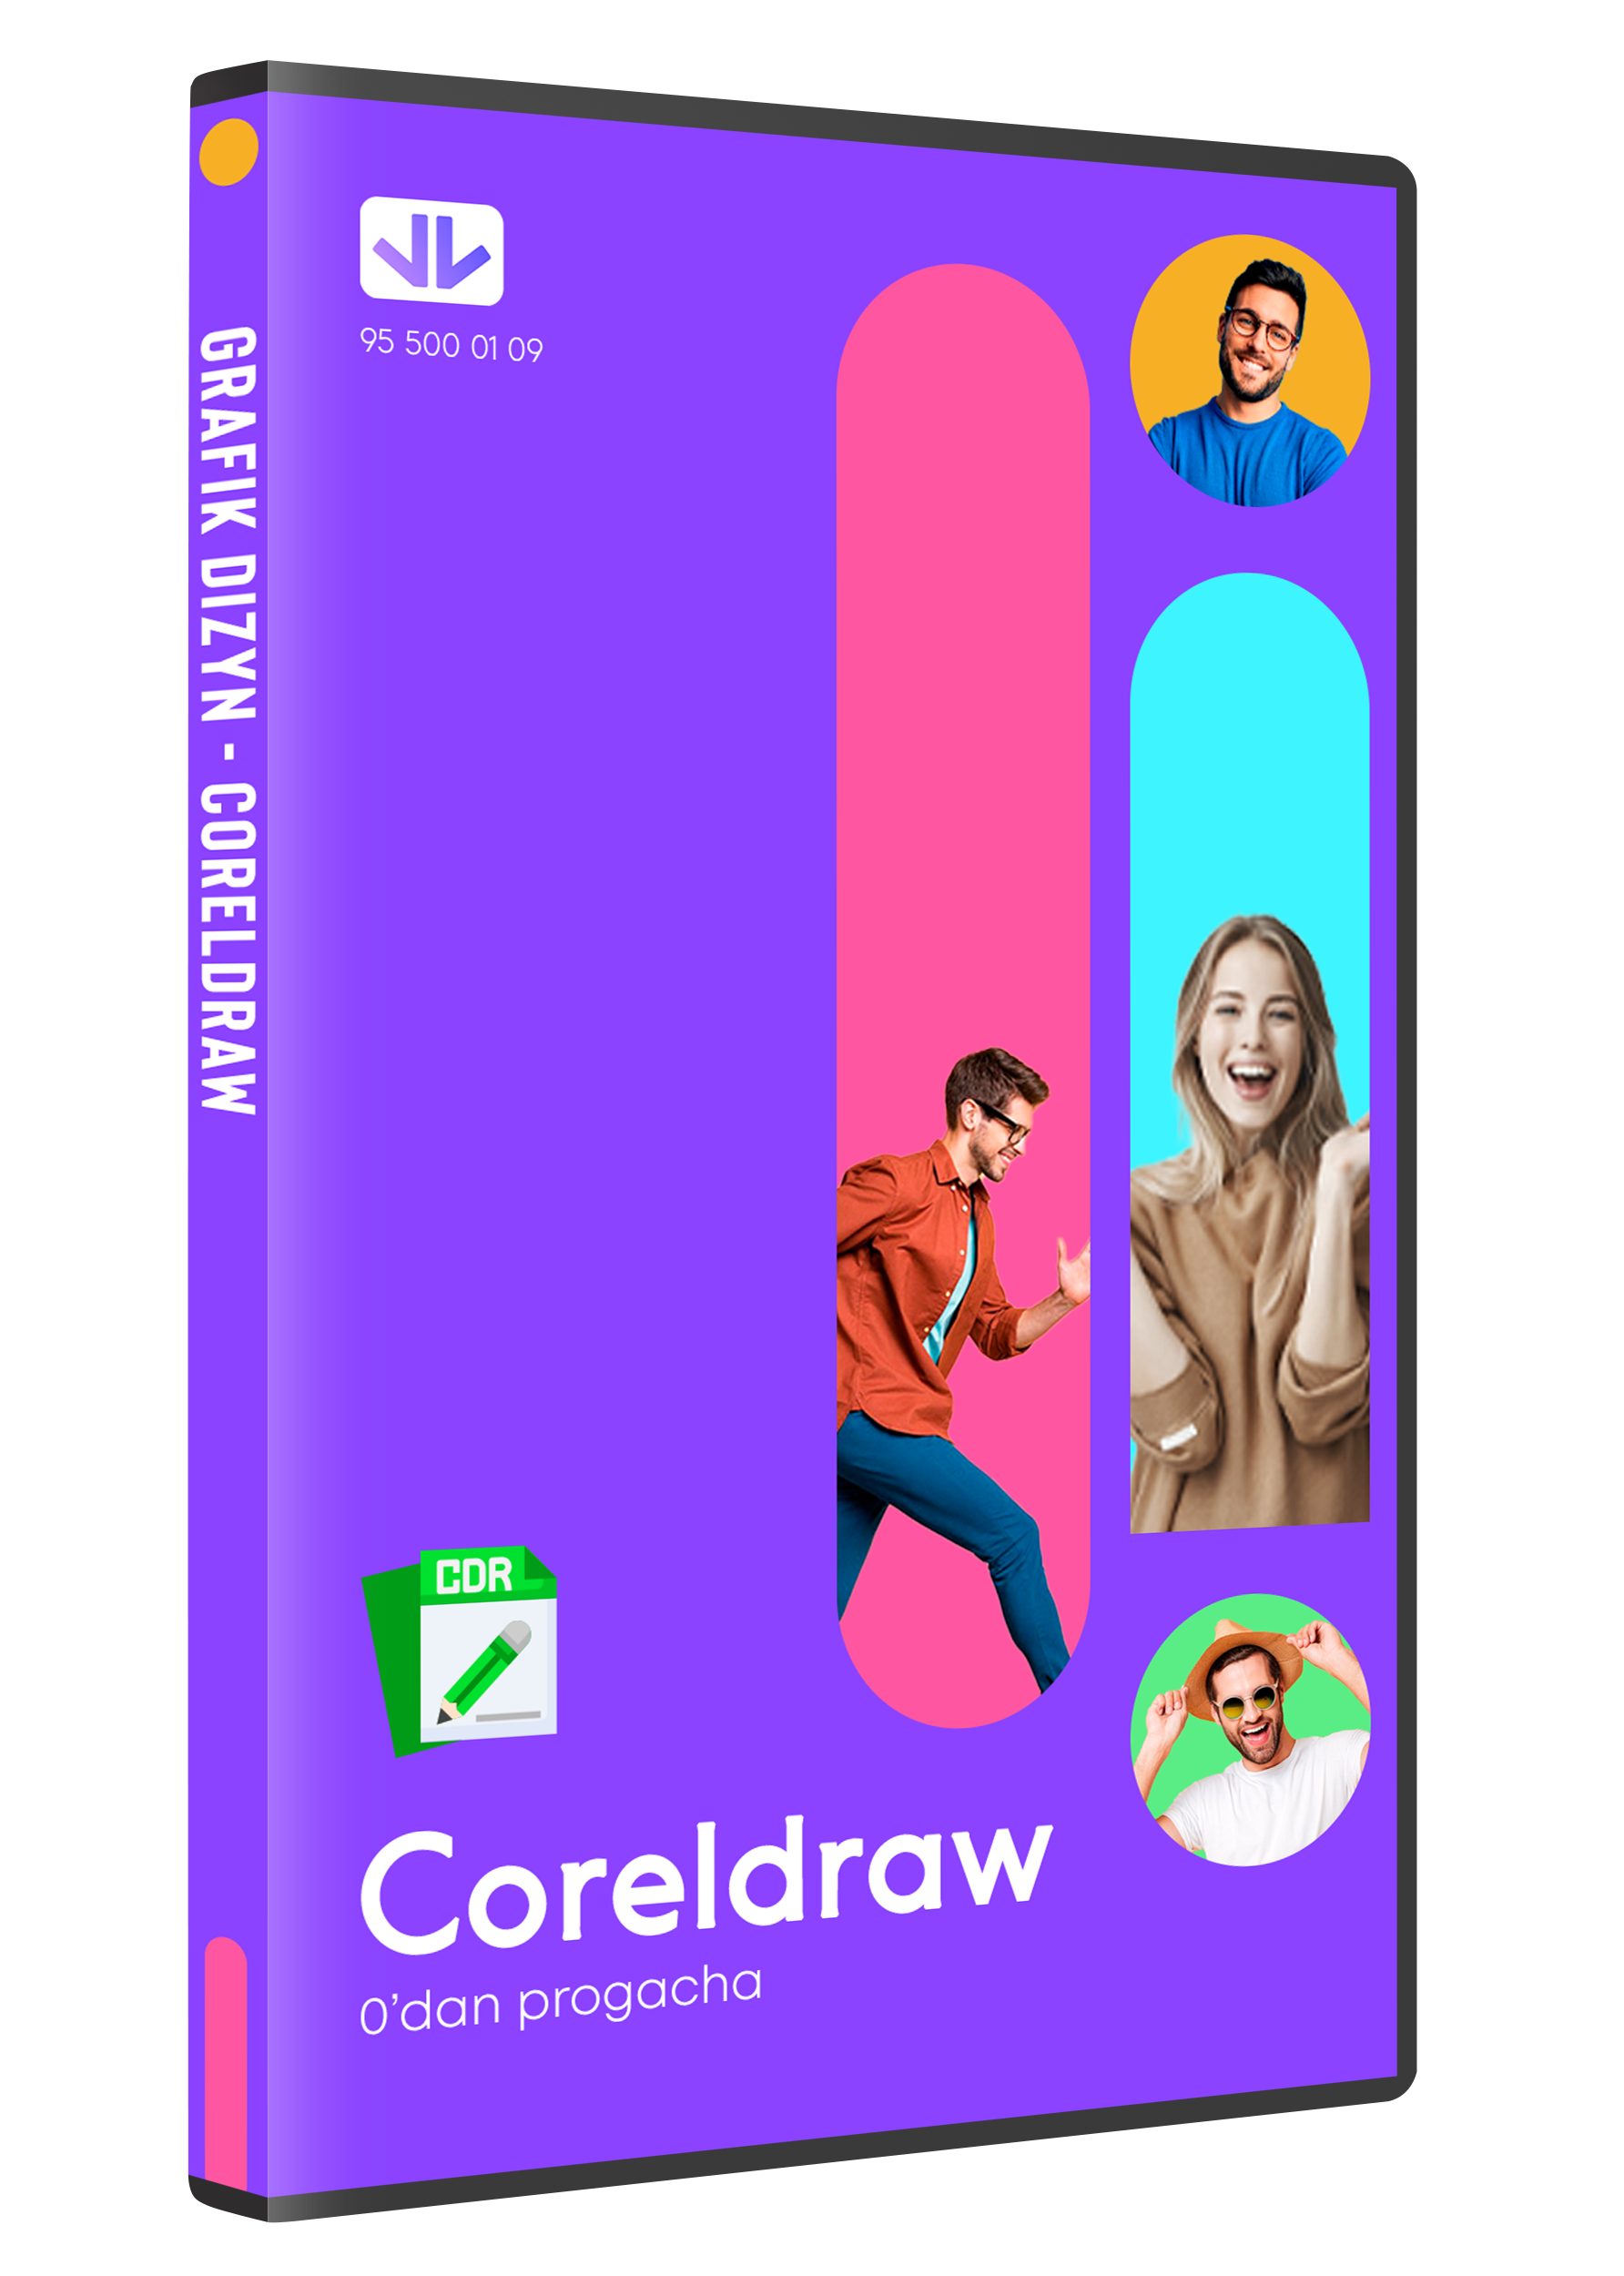 GRAFIK DIZYN - CORELDRAW
95 500 01 09
CDR
Coreldraw
0'dan progacha